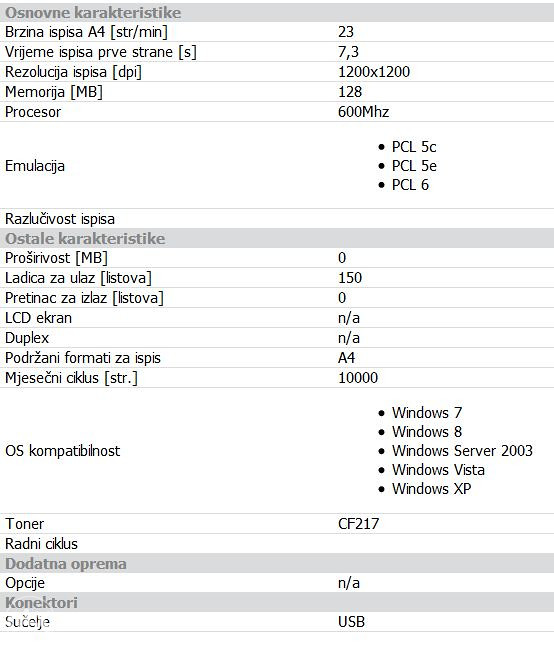 Osnovne karakteristike
Brzina ispisa A4 [str/min] 23
Vrijeme ispisa prve strane [s] 7,3
Rezolucija ispisa [dpi] 1200x1200
Memorija [MB] 128
Procesor 600Mhz
Emulacija
• PCL 5c
• PCL 5e
• PCL 6
Razlučivost ispisa
Ostale karakteristike
Proširivost [MB] 0
Ladica za ulaz [listova] 150
Pretinac za izlaz [listova] 0
LCD ekran n/a
Duplex n/a
Podržani formati za ispis A4
Mjesečni ciklus [str.] 10000
OS kompatibilnost
• Windows 7
• Windows 8
• Windows Server 2003
• Windows Vista
• Windows XP
Toner CF217
Radni ciklus
Dodatna oprema
Opcije n/a
Konektori
Sučelje USB